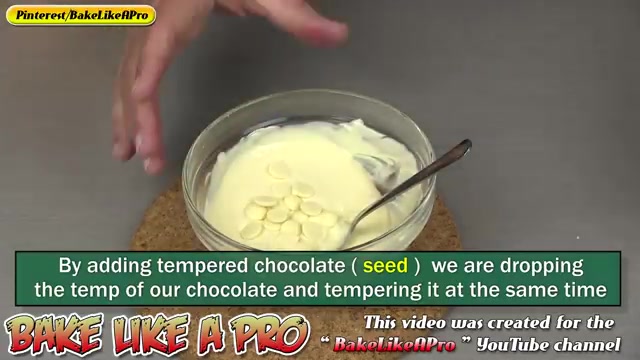 Pinterest/BakeLikeAPro
By adding tempered chocolate ( seed ) we are dropping
the temp of our chocolate and tempering it at the same time
BAKE LIKE A PRO
This video was created for the
“ BakeLikeAPro ” YouTube channel